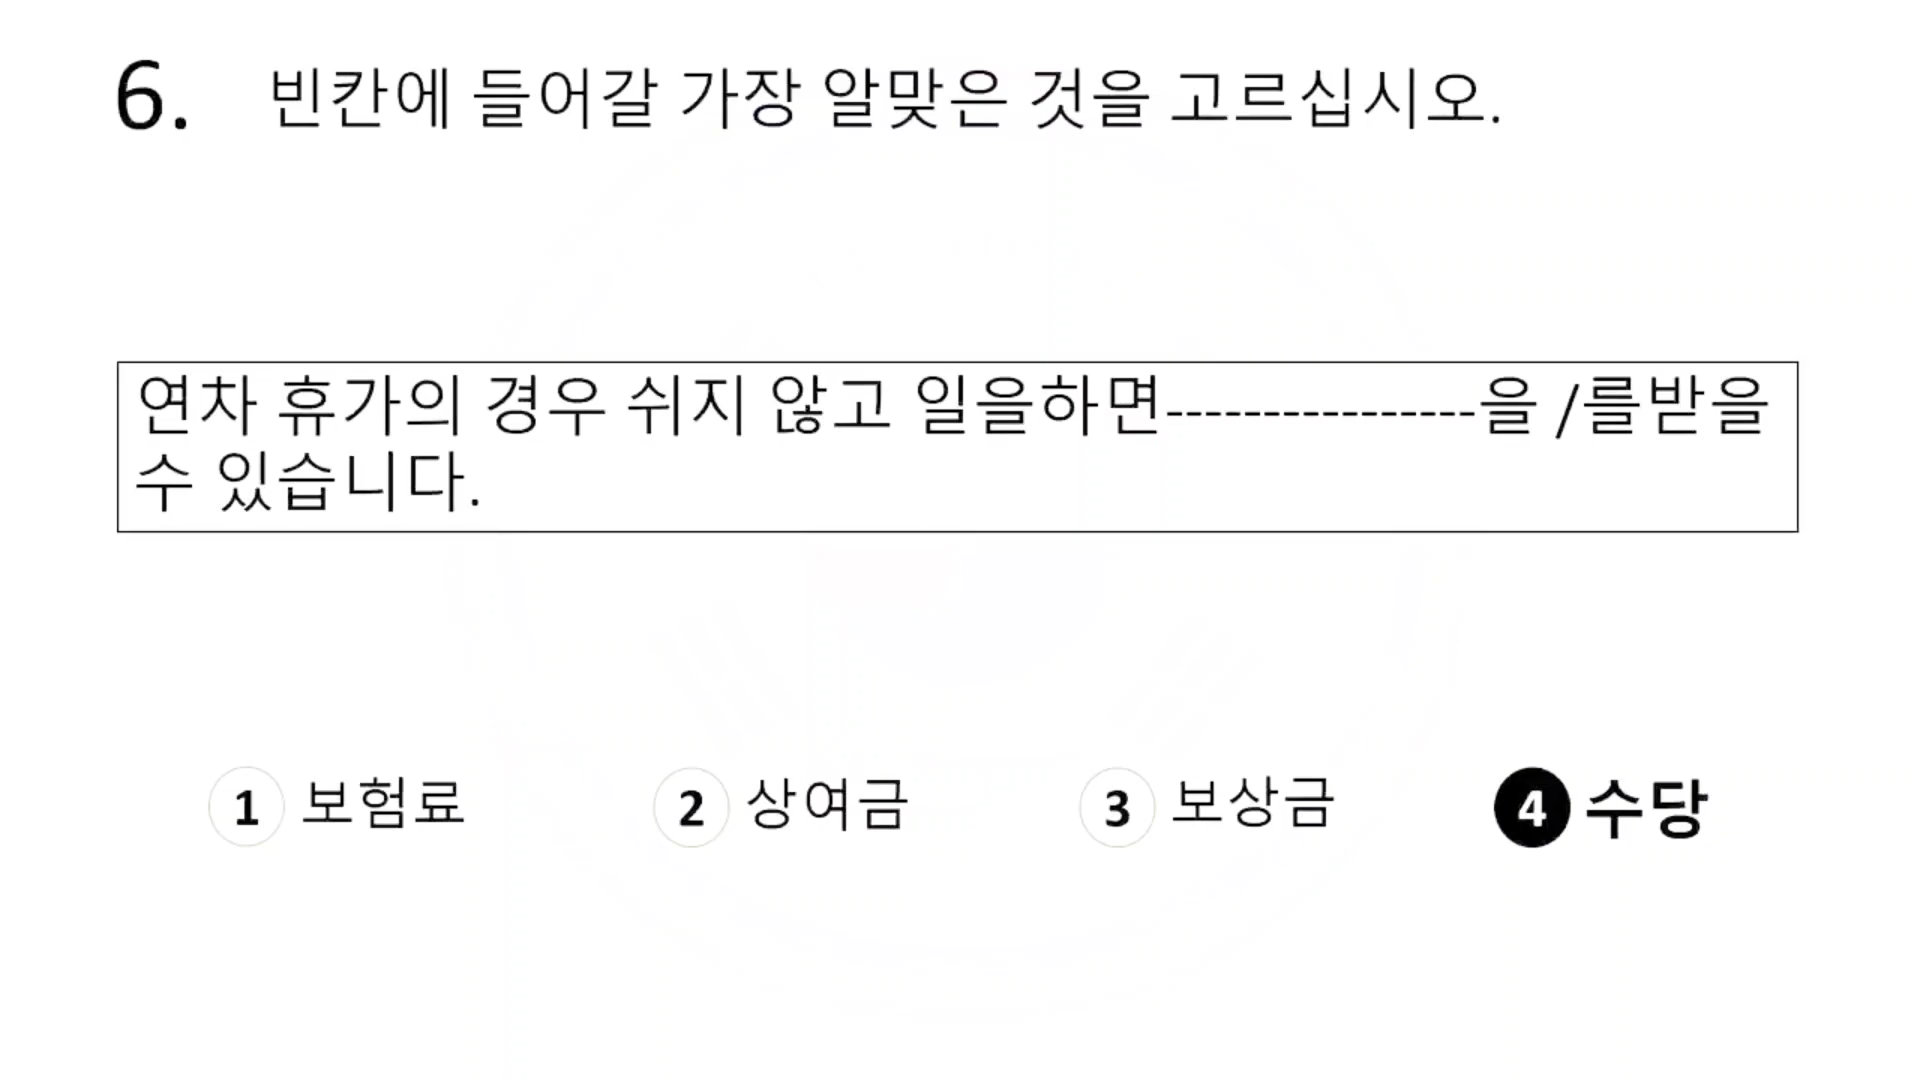 6. 빈칸에 들어갈 가장 알맞은 것을 고르십시오.
연차 휴가의 경우 쉬지 않고 일을하면----------------을 /를받을
수 있습니다.
1 보험료 2 상여금 3 보상금 4 수당